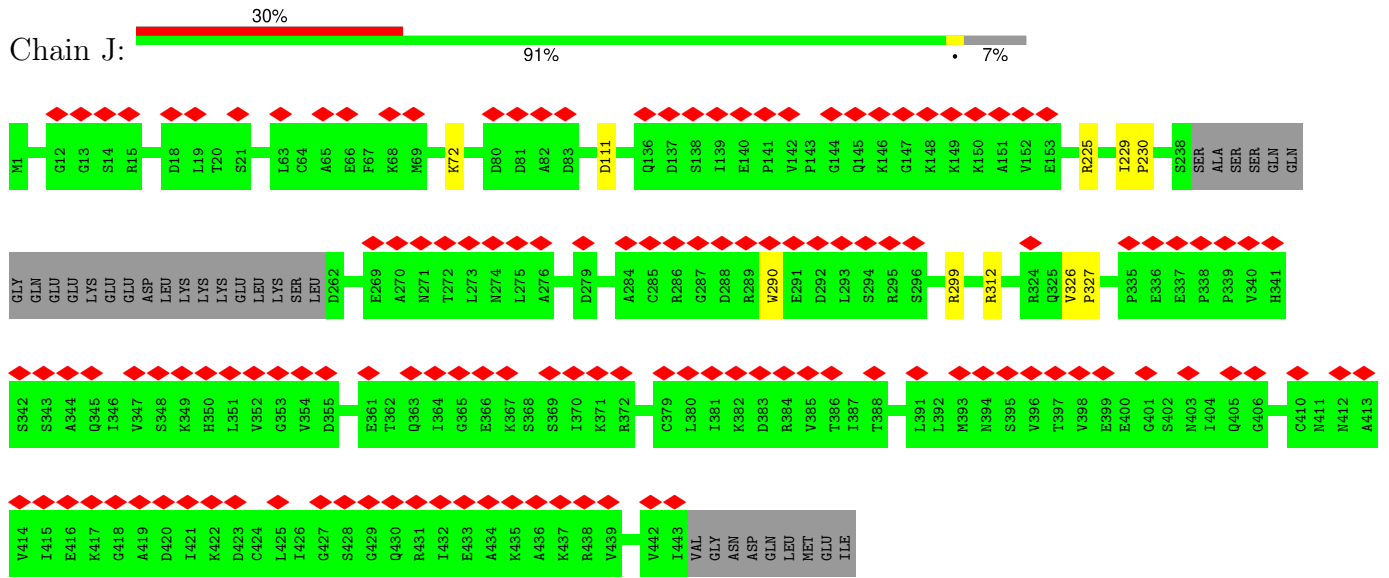 30%
Chain J:
91% • 7%
M1 G12 G13 S14 R15 D18 L19 T20 S21 L63 C64 A65 E66 F67 K68 M69 K72 D80 D81 A82 D83 D111 Q136 D137 S138 I139 E140 P141 V142 P143 G144 Q145 K146 G147 K148 K149 K150 A151 V152 E153 R225 I229 P230 S238 SER ALA SER SER GLN GLN
GLY GLN GLU GLU LYS GLU GLU ASP LEU LYS LYS LYS GLU LEU LYS SER LEU D262 E269 A270 N271 T272 L273 N274 L275 A276 D279 A284 C285 R286 G287 D288 R289 W290 E291 D292 L293 S294 R295 S296 R299 R312 R324 Q325 V326 P327 P335 E336 E337 P338 P339 V340 H341
S342 S343 A344 Q345 I346 V347 S348 K349 H350 L351 V352 G353 V354 D355 E361 T362 Q363 I364 G365 E366 K367 S368 S369 I370 K371 R372 C379 L380 I381 K382 D383 R384 V385 T386 I387 T388 L391 L392 M393 N394 S395 V396 T397 V398 E399 E400 G401 S402 N403 I404 Q405 G406 C410 N411 N412 A413
V414 I415 E416 K417 G418 A419 D420 I421 K422 D423 C424 L425 I426 G427 S428 G429 Q430 R431 I432 E433 A434 K435 A436 K437 R438 V439 V442 I443 VAL GLY ASN ASP GLN LEU MET GLU ILE